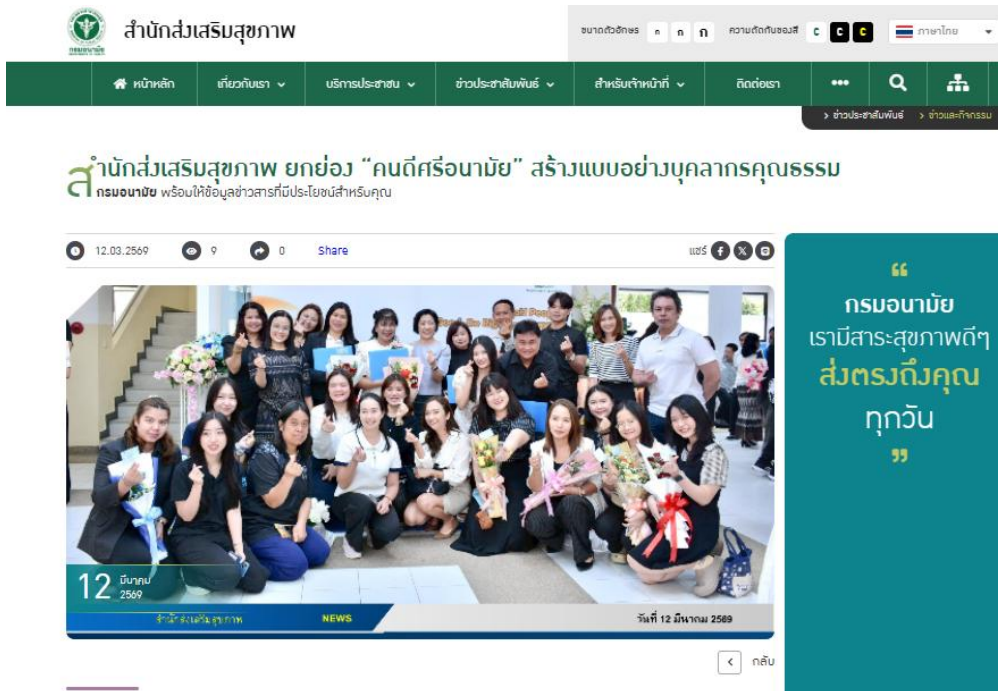 สำนักส่งเสริมสุขภาพ
กรมอนามัย
ขนาดตัวอักษร ก ก ก ความตัดกันของสี C C C ภาษาไทย
หน้าหลัก เกี่ยวกับเรา บริการประชาชน ข่าวประชาสัมพันธ์ สำหรับเจ้าหน้าที่ ติดต่อเรา
> ข่าวประชาสัมพันธ์ > ข่าวและกิจกรรม
สำนักส่งเสริมสุขภาพ ยกย่อง “คนดีศรีอนามัย” สร้างแบบอย่างบุคลากรคุณธรรม
กรมอนามัย พร้อมให้ข้อมูลข่าวสารที่มีประโยชน์สำหรับคุณ
12.03.2569 9 0 Share แชร์
“
กรมอนามัย
เรามีสาระสุขภาพดีๆ
ส่งตรงถึงคุณ
ทุกวัน
”
12 มีนาคม
2569
สำนักส่งเสริมสุขภาพ NEWS วันที่ 12 มีนาคม 2569
กลับ